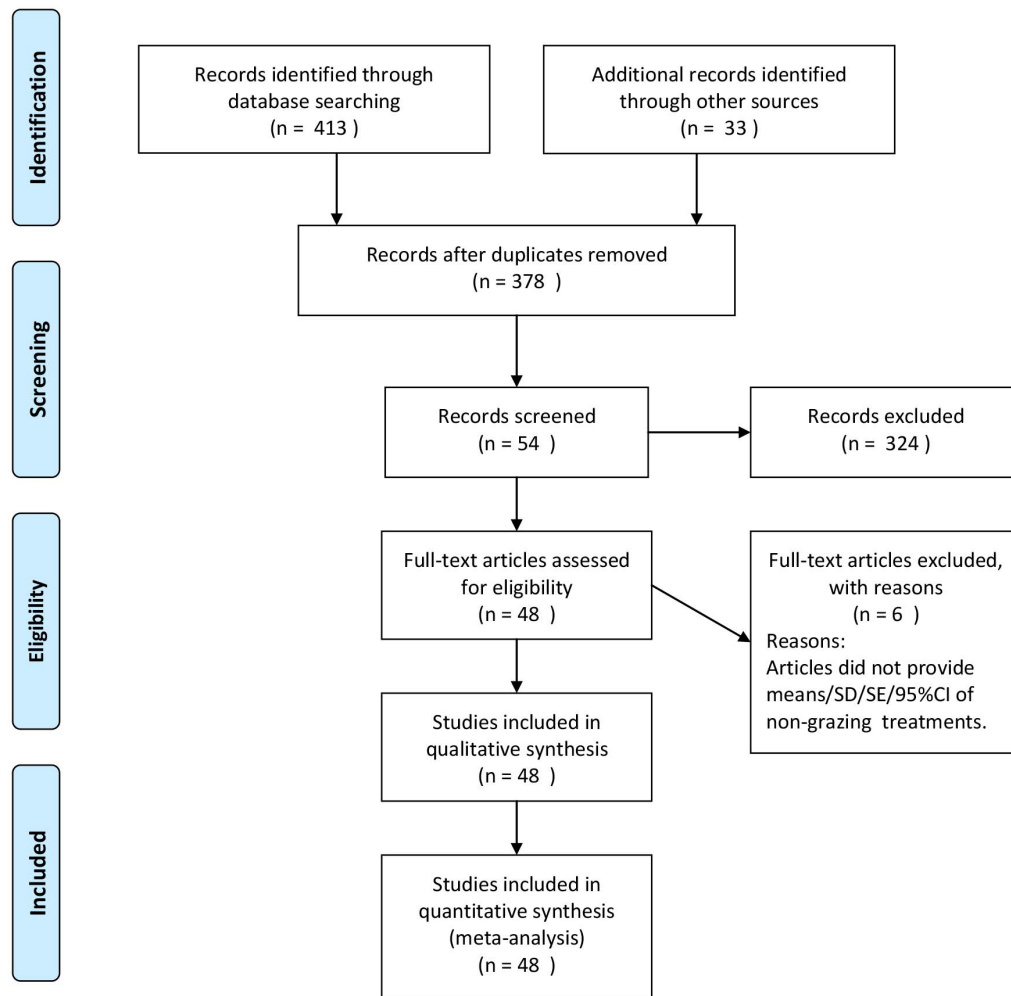 Identification
Records identified through
database searching
(n =  413 )
Additional records identified
through other sources
(n =  33 )
Records after duplicates removed
(n = 378  )
Screening
Records screened
(n = 54  )
Records excluded
(n =  324 )
Eligibility
Full-text articles assessed
for eligibility
(n = 48  )
Full-text articles excluded,
with reasons
(n = 6  )
Reasons:
Articles did not provide
means/SD/SE/95%CI of
non-grazing  treatments.
Studies included in
qualitative synthesis
(n = 48  )
Included
Studies included in
quantitative synthesis
(meta-analysis)
(n = 48  )